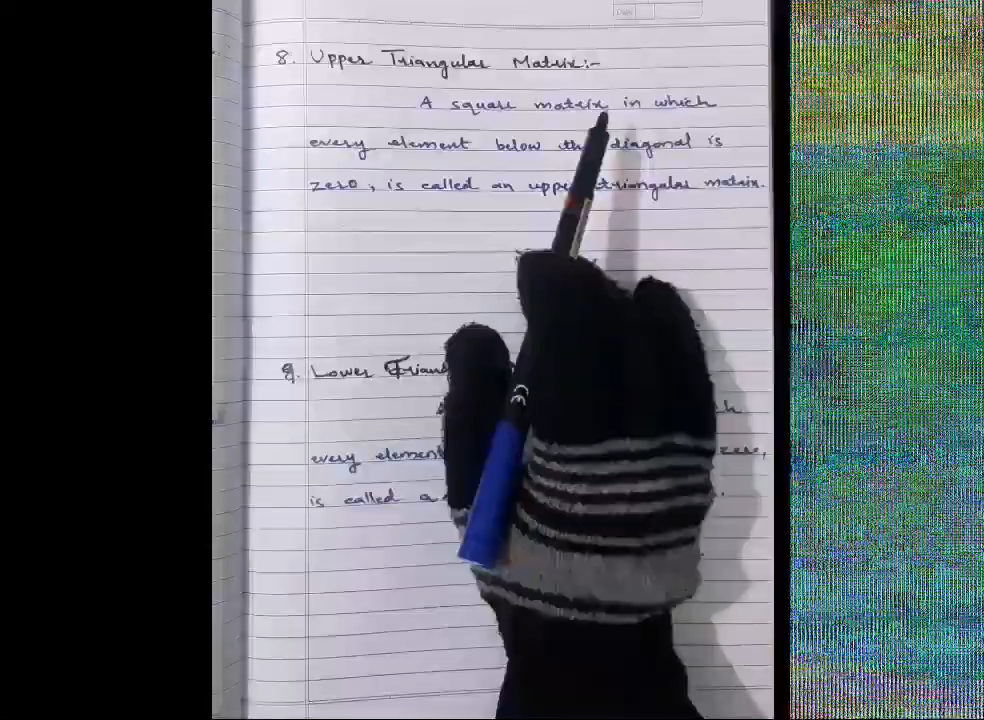 8. Upper Triangular Matrix:-
A square matrix in which
every element below the diagonal is
zero, is called an upper triangular matrix.
9. Lower
every element zero,
is called a